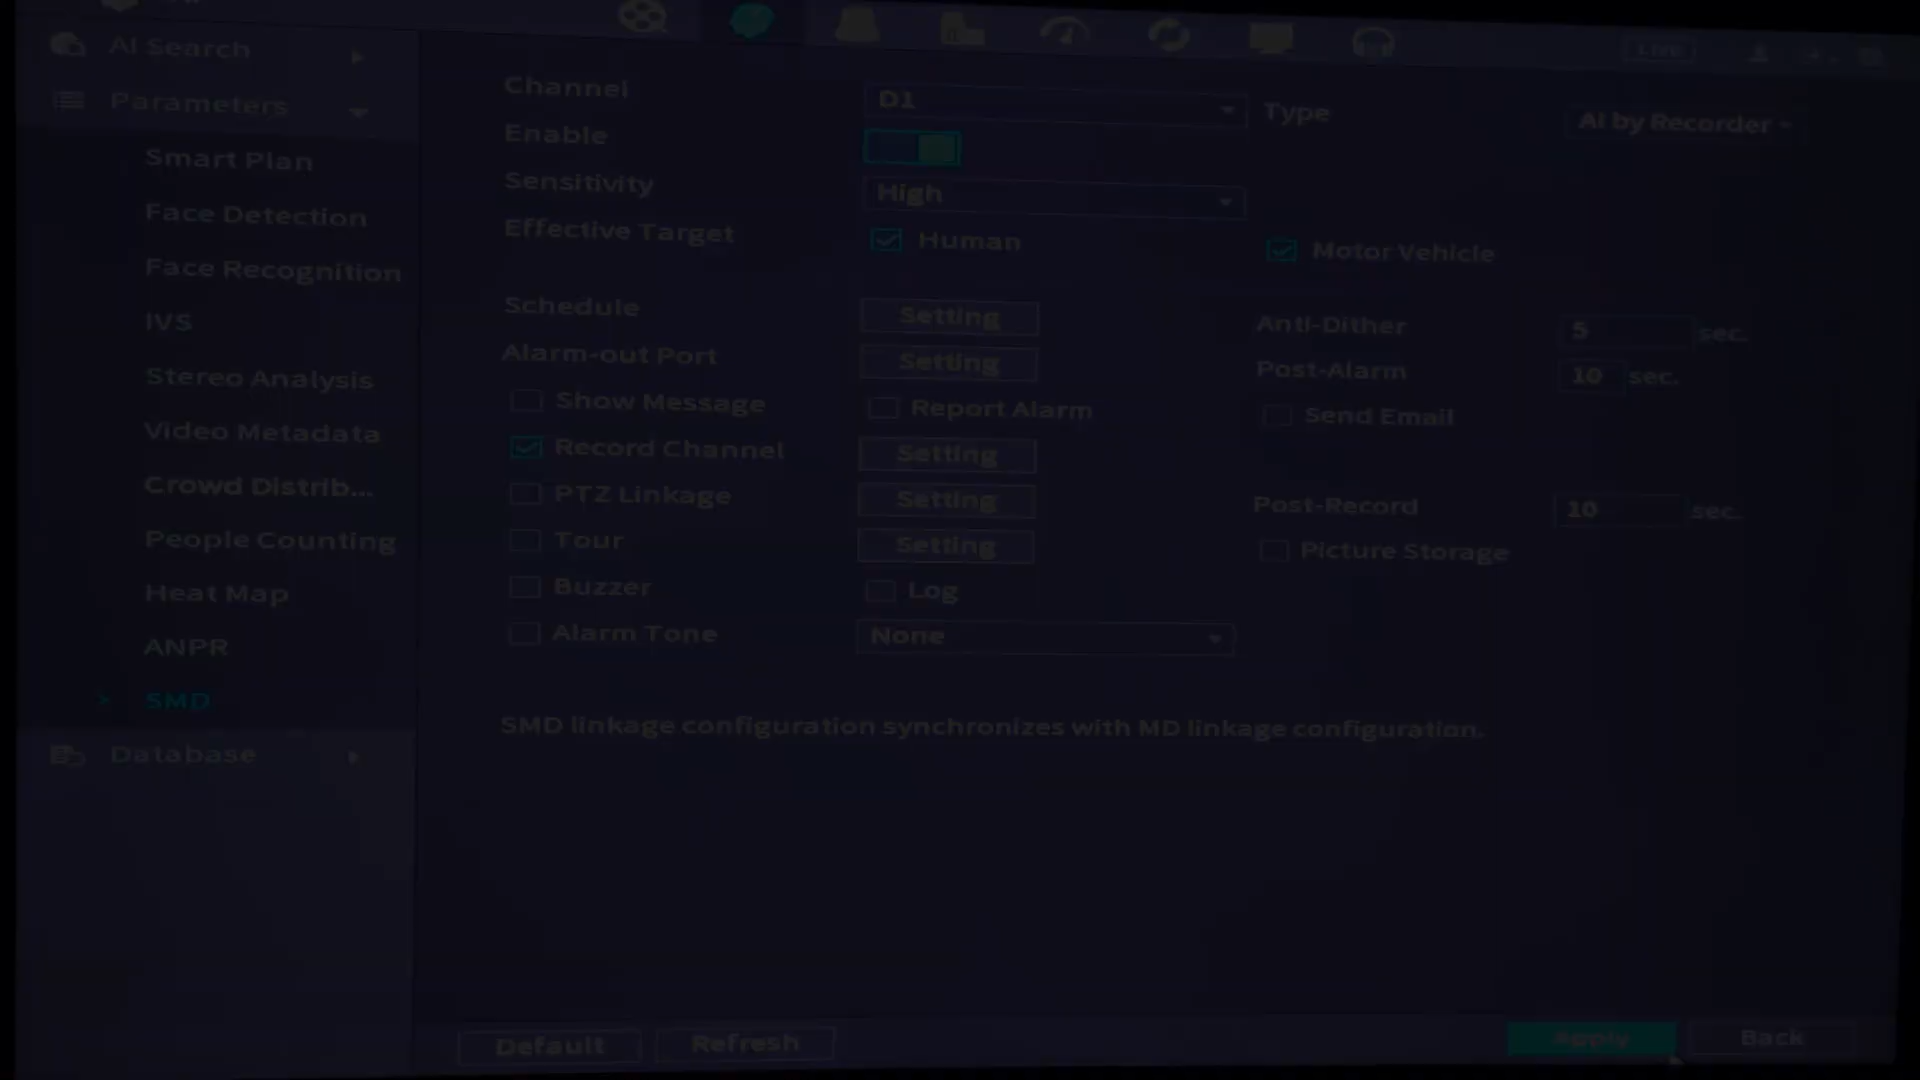 LIVE
AI Search
Parameters
Smart Plan
Face Detection
Face Recognition
IVS
Stereo Analysis
Video Metadata
Crowd Distrib...
People Counting
Heat Map
ANPR
> SMD
Database
Channel D1 Type AI by Recorder
Enable
Sensitivity High
Effective Target Human Motor Vehicle
Schedule Setting Anti-Dither 5 sec.
Alarm-out Port Setting Post-Alarm 10 sec.
Show Message Report Alarm Send Email
Record Channel Setting
PTZ Linkage Setting Post-Record 10 sec.
Tour Setting Picture Storage
Buzzer Log
Alarm Tone None
SMD linkage configuration synchronizes with MD linkage configuration.
Default Refresh Apply Back